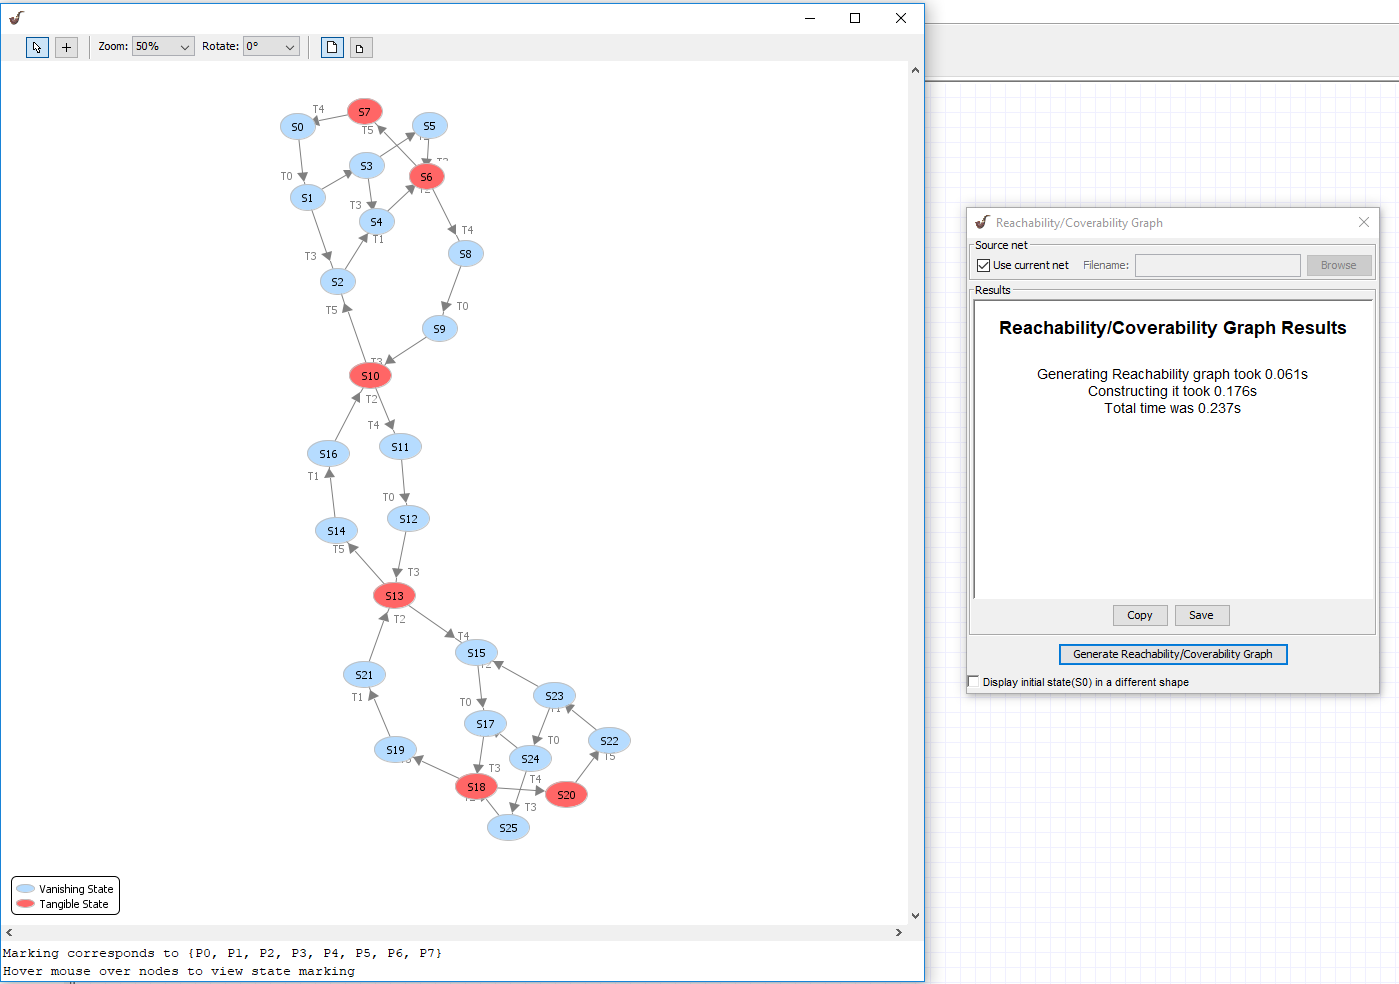 Zoom: 50% Rotate: 0°
T4 S7
S0 T5 S5
S3
T0 S6
S1
T3 S4
T1 T4
T3 S8
S2
T5 T0
S9
T3
S10
T2
T4
S16 S11
T1
T0
S14 S12
T5
T3
S13
T2
T4
S15
S21
T1 T0 S23
S17
T0 S22
S19 S24 T5
T3
T4
S18 S20
T3
S25
Vanishing State
Tangible State
Marking corresponds to {P0, P1, P2, P3, P4, P5, P6, P7}
Hover mouse over nodes to view state marking
Reachability/Coverability Graph
Source net
Use current net Filename: Browse
Results
Reachability/Coverability Graph Results
Generating Reachability graph took 0.061s
Constructing it took 0.176s
Total time was 0.237s
Copy Save
Generate Reachability/Coverability Graph
Display initial state(S0) in a different shape